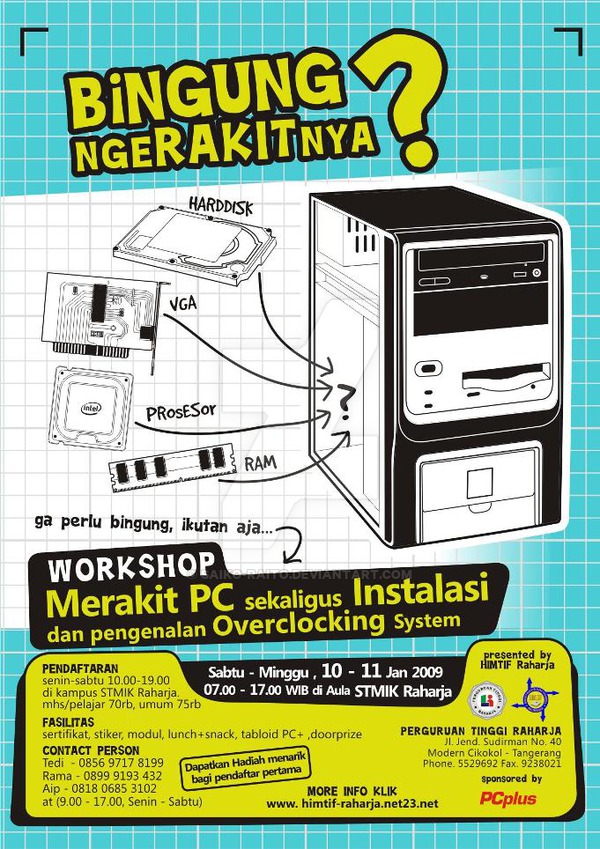 BiNGUNG
NGERAKITNYA?
HARDDISK
VGA
intel
PROsESor
RAM
?
ga perlu bingung, ikutan aja...
SAIKO-RAITO.DEVIANTART.COM
WORKSHOP
Merakit PC sekaligus Instalasi
dan pengenalan Overclocking System
Sabtu - Minggu , 10 - 11 Jan 2009
07.00 - 17.00 WIB di Aula STMIK Raharja
PENDAFTARAN
senin-sabtu 10.00-19.00
di kampus STMIK Raharja.
mhs/pelajar 70rb, umum 75rb
FASILITAS
sertifikat, stiker, modul, lunch+snack, tabloid PC+ ,doorprize
CONTACT PERSON
Tedi - 0856 9717 8199
Rama - 0899 9193 432
Aip - 0818 0685 3102
at (9.00 - 17.00, Senin - Sabtu)
Dapatkan Hadiah menarik
bagi pendaftar pertama
MORE INFO KLIK
www. himtif-raharja.net23.net
presented by
HIMTIF Raharja
PERGURUAN TINGGI RAHARJA
Jl. Jend. Sudirman No. 40
Modern Cikokol - Tangerang
Phone. 5529692 Fax. 9238021
sponsored by
PCplus